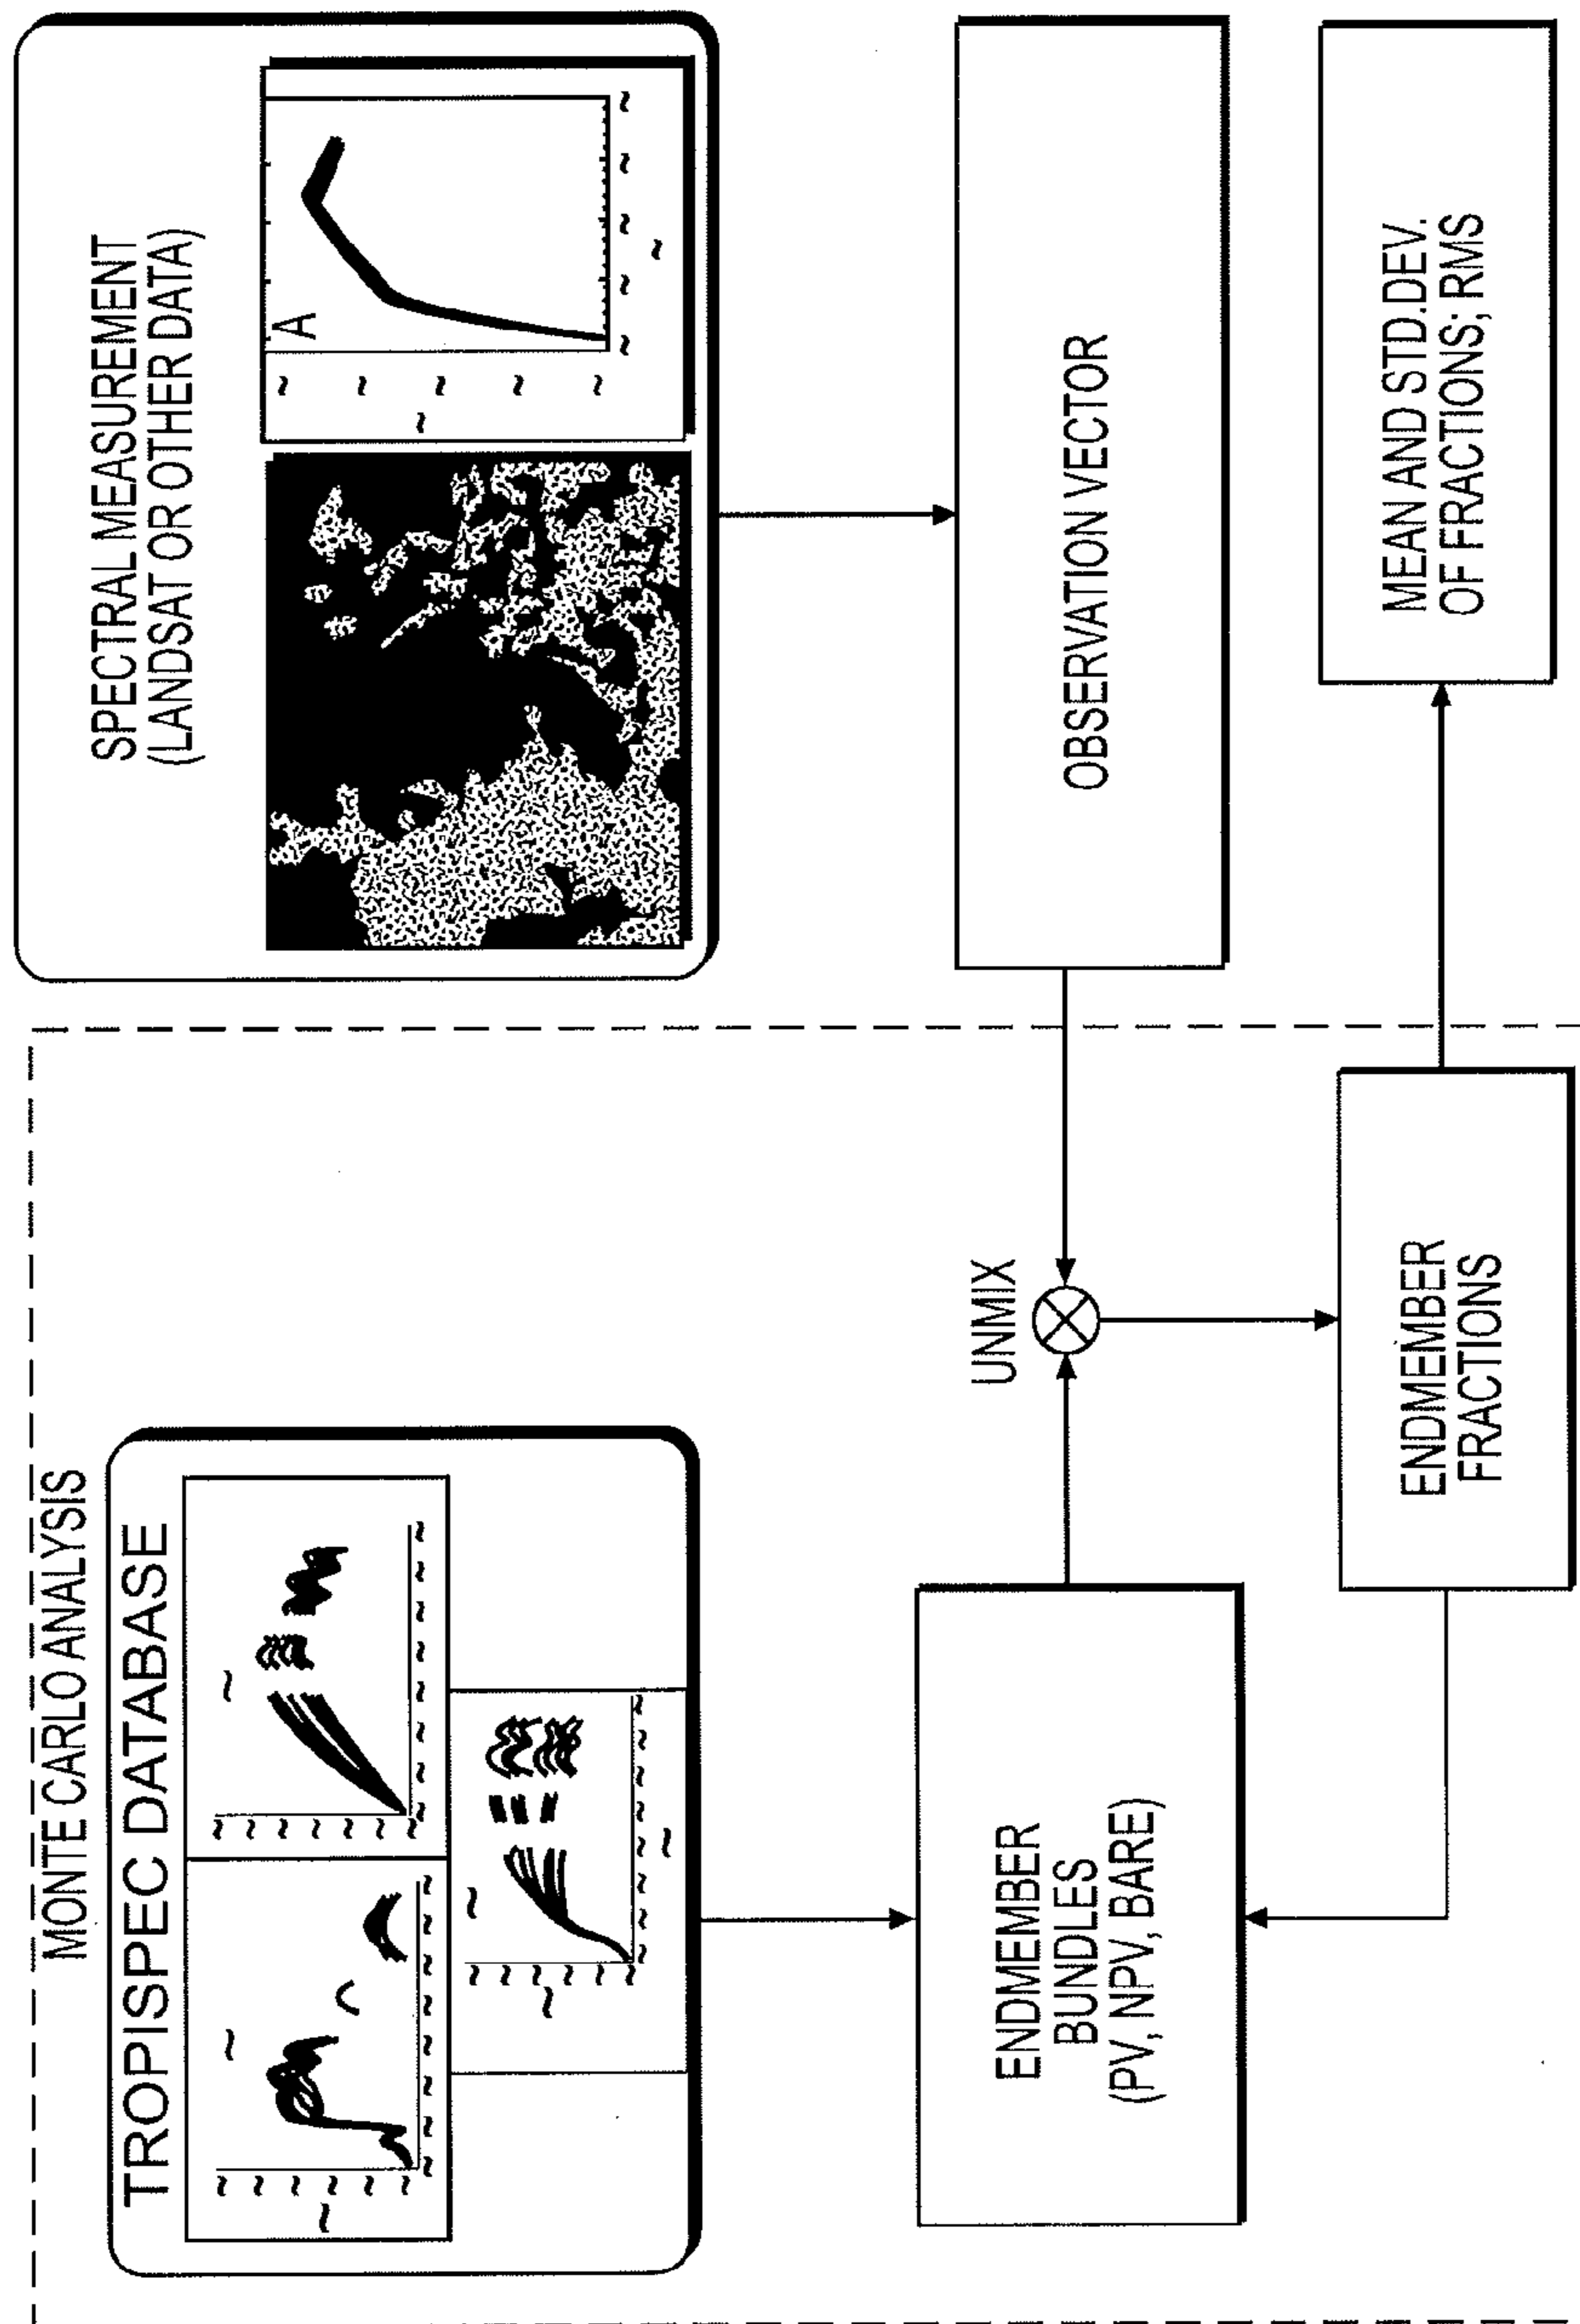 MONTE CARLO ANALYSIS
TROPISPEC DATABASE
SPECTRAL MEASUREMENT
(LANDSAT OR OTHER DATA)
A
UNMIX
ENDMEMBER
BUNDLES
(PV, NPV, BARE)
OBSERVATION VECTOR
ENDMEMBER
FRACTIONS
MEAN AND STD.DEV.
OF FRACTIONS; RMS